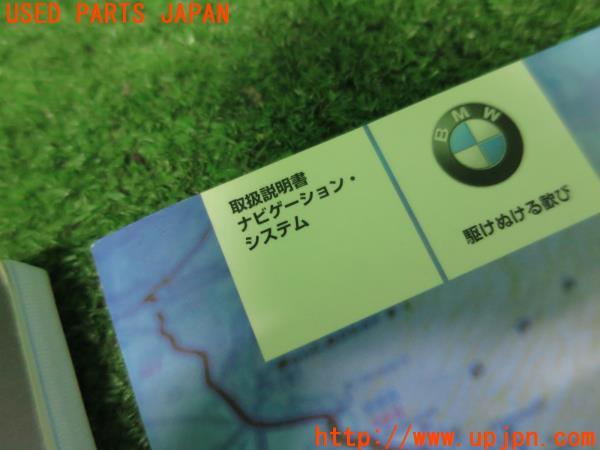 USED PARTS JAPAN
BMW
取扱説明書
ナビゲーション・
システム
駆けぬける歓び
http://www.upjpn.com